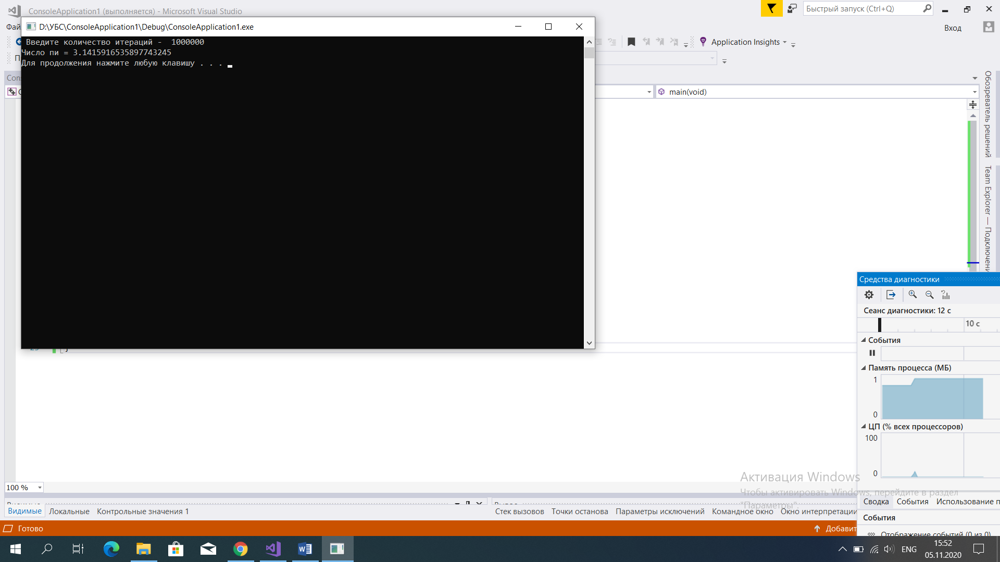 ConsoleApplication1 (выполняется) - Microsoft Visual Studio
Быстрый запуск (Ctrl+Q)
Вход
D:\УБС\ConsoleApplication1\Debug\ConsoleApplication1.exe
Application Insights
Введите количество итераций -  1000000
Число пи = 3.1415916535897743245
Для продолжения нажмите любую клавишу . . .
main(void)
Обозреватель решений
Team Explorer — Подключени
Средства диагностики
Сеанс диагностики: 12 с
10 с
События
Память процесса (МБ)
1
0
ЦП (% всех процессоров)
100
0
Активация Windows
Чтобы активировать Windows, перейдите в раздел
"Параметры".
100 %
Сводка События Использование п
События
Отображение событий (0 из 0)
Видимые Локальные Контрольные значения 1
Стек вызовов Точки останова Параметры исключений Командное окно Окно интерпретации
Готово
Добавит
ENG
15:52
05.11.2020